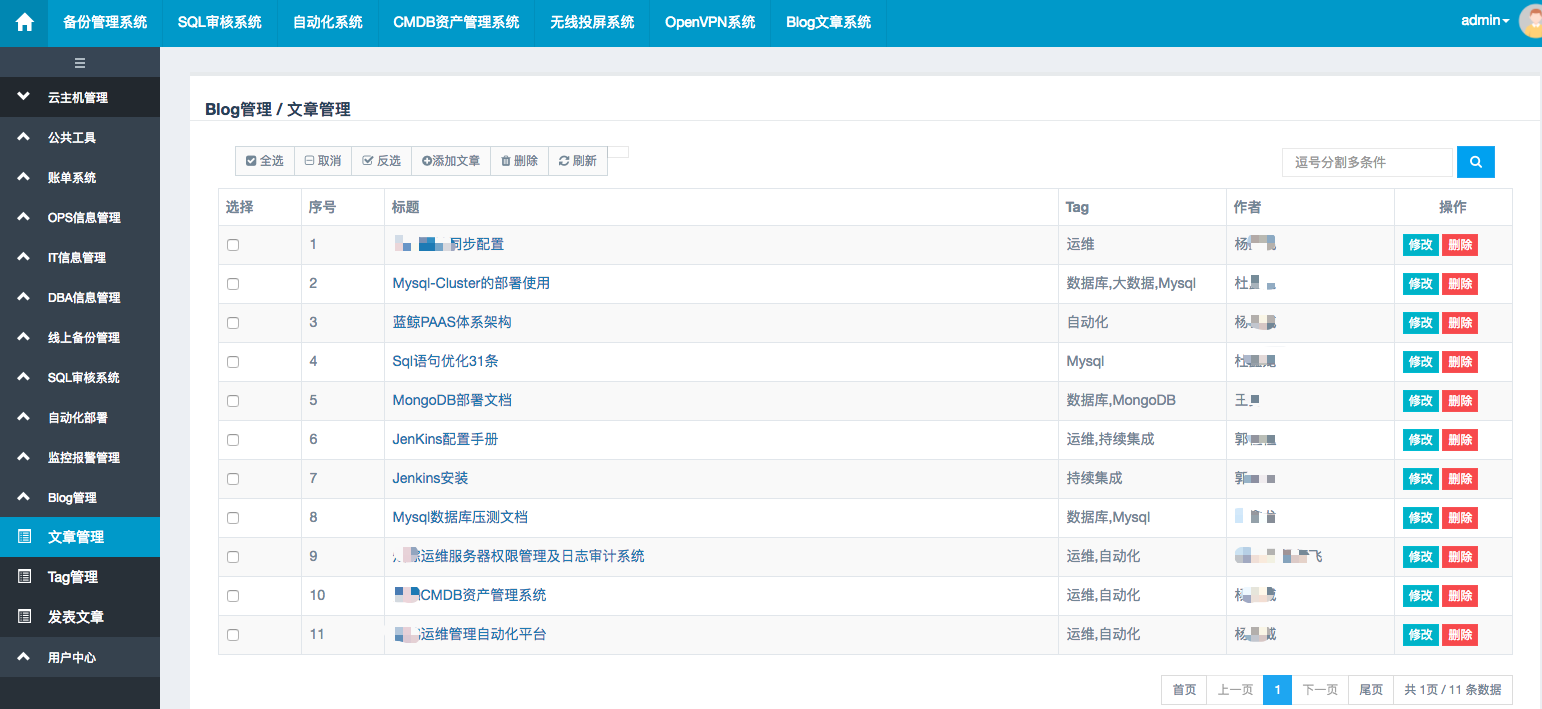 备份管理系统 SQL审核系统 自动化系统 CMDB资产管理系统 无线投屏系统 OpenVPN系统 Blog文章系统 admin
云主机管理
公共工具
账单系统
OPS信息管理
IT信息管理
DBA信息管理
线上备份管理
SQL审核系统
自动化部署
监控报警管理
Blog管理
文章管理
Tag管理
发表文章
用户中心
Blog管理 / 文章管理
全选 取消 反选 添加文章 删除 刷新 逗号分割多条件
选择 序号 标题 Tag 作者 操作
1 同步配置 运维 杨 修改 删除
2 Mysql-Cluster的部署使用 数据库,大数据,Mysql 杜 修改 删除
3 蓝鲸PAAS体系架构 自动化 杨 修改 删除
4 Sql语句优化31条 Mysql 杜 修改 删除
5 MongoDB部署文档 数据库,MongoDB 王 修改 删除
6 JenKins配置手册 运维,持续集成 郭 修改 删除
7 Jenkins安装 持续集成 郭 修改 删除
8 Mysql数据库压测文档 数据库,Mysql 修改 删除
9 运维服务器权限管理及日志审计系统 运维,自动化 飞 修改 删除
10 CMDB资产管理系统 运维,自动化 修改 删除
11 运维管理自动化平台 运维,自动化 杨 修改 删除
首页 上一页 1 下一页 尾页 共 1页 / 11 条数据